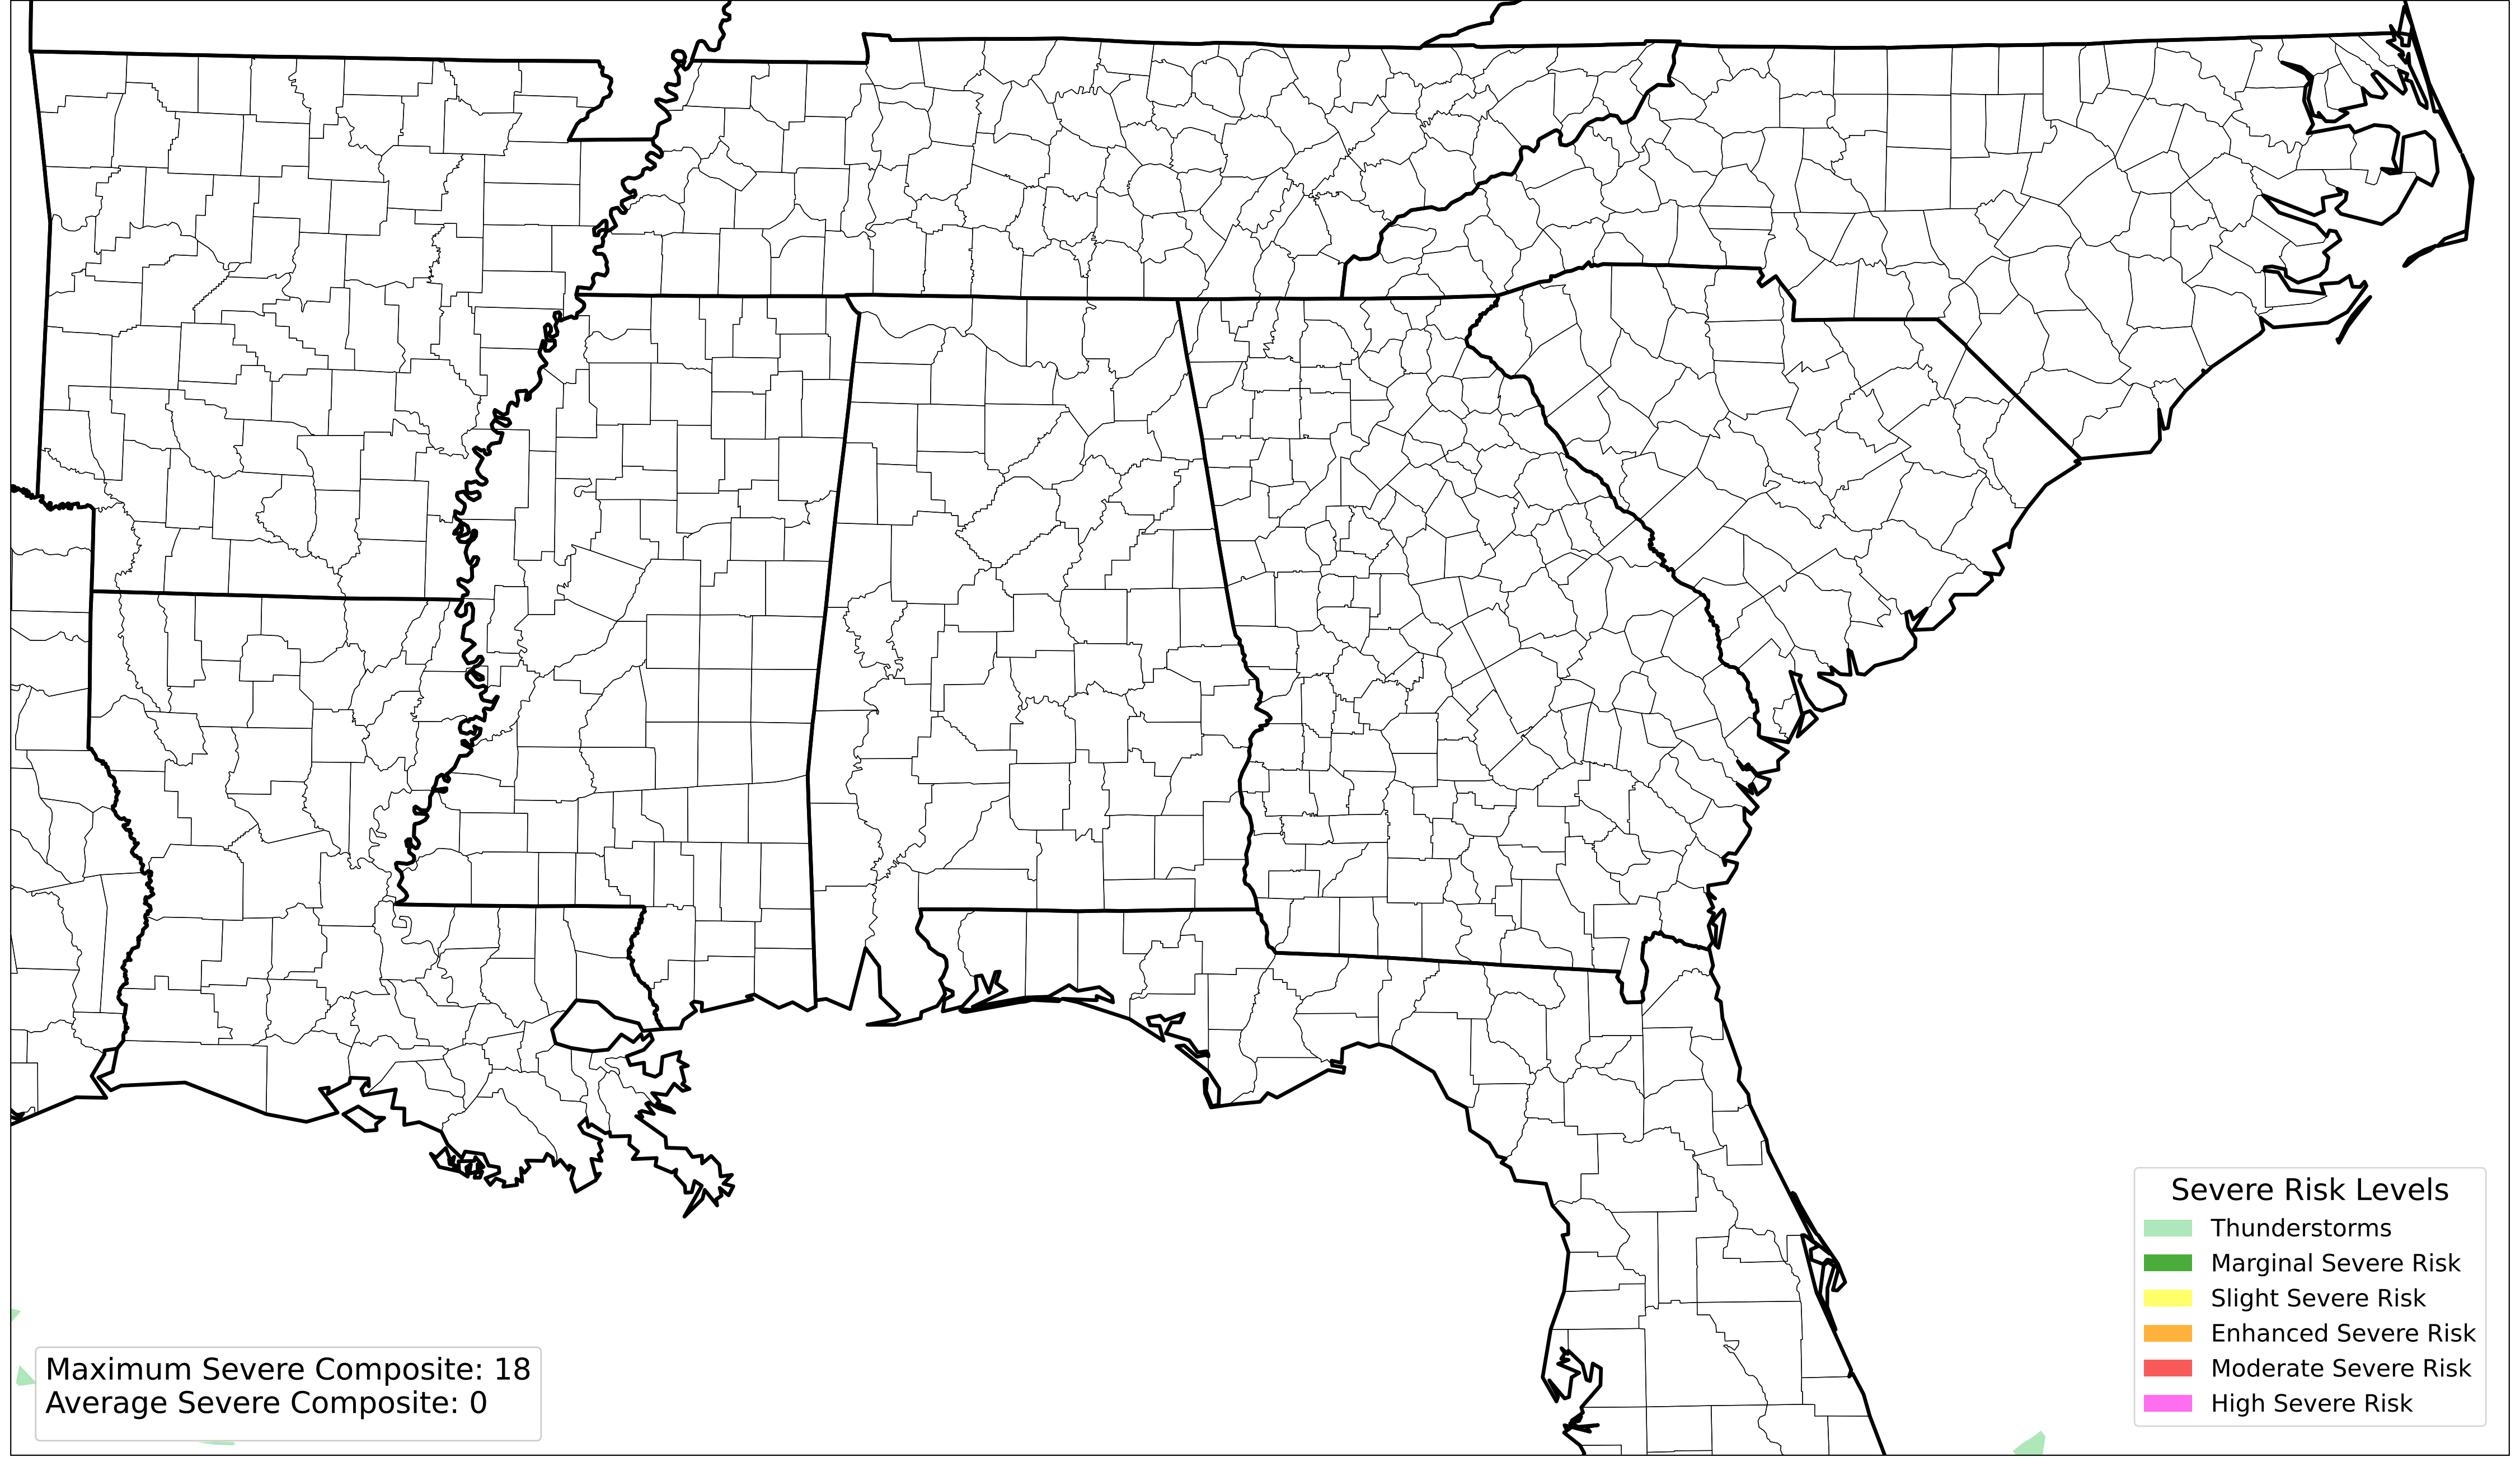 Severe Risk Levels
Thunderstorms
Marginal Severe Risk
Slight Severe Risk
Enhanced Severe Risk
Moderate Severe Risk
High Severe Risk
Maximum Severe Composite: 18
Average Severe Composite: 0